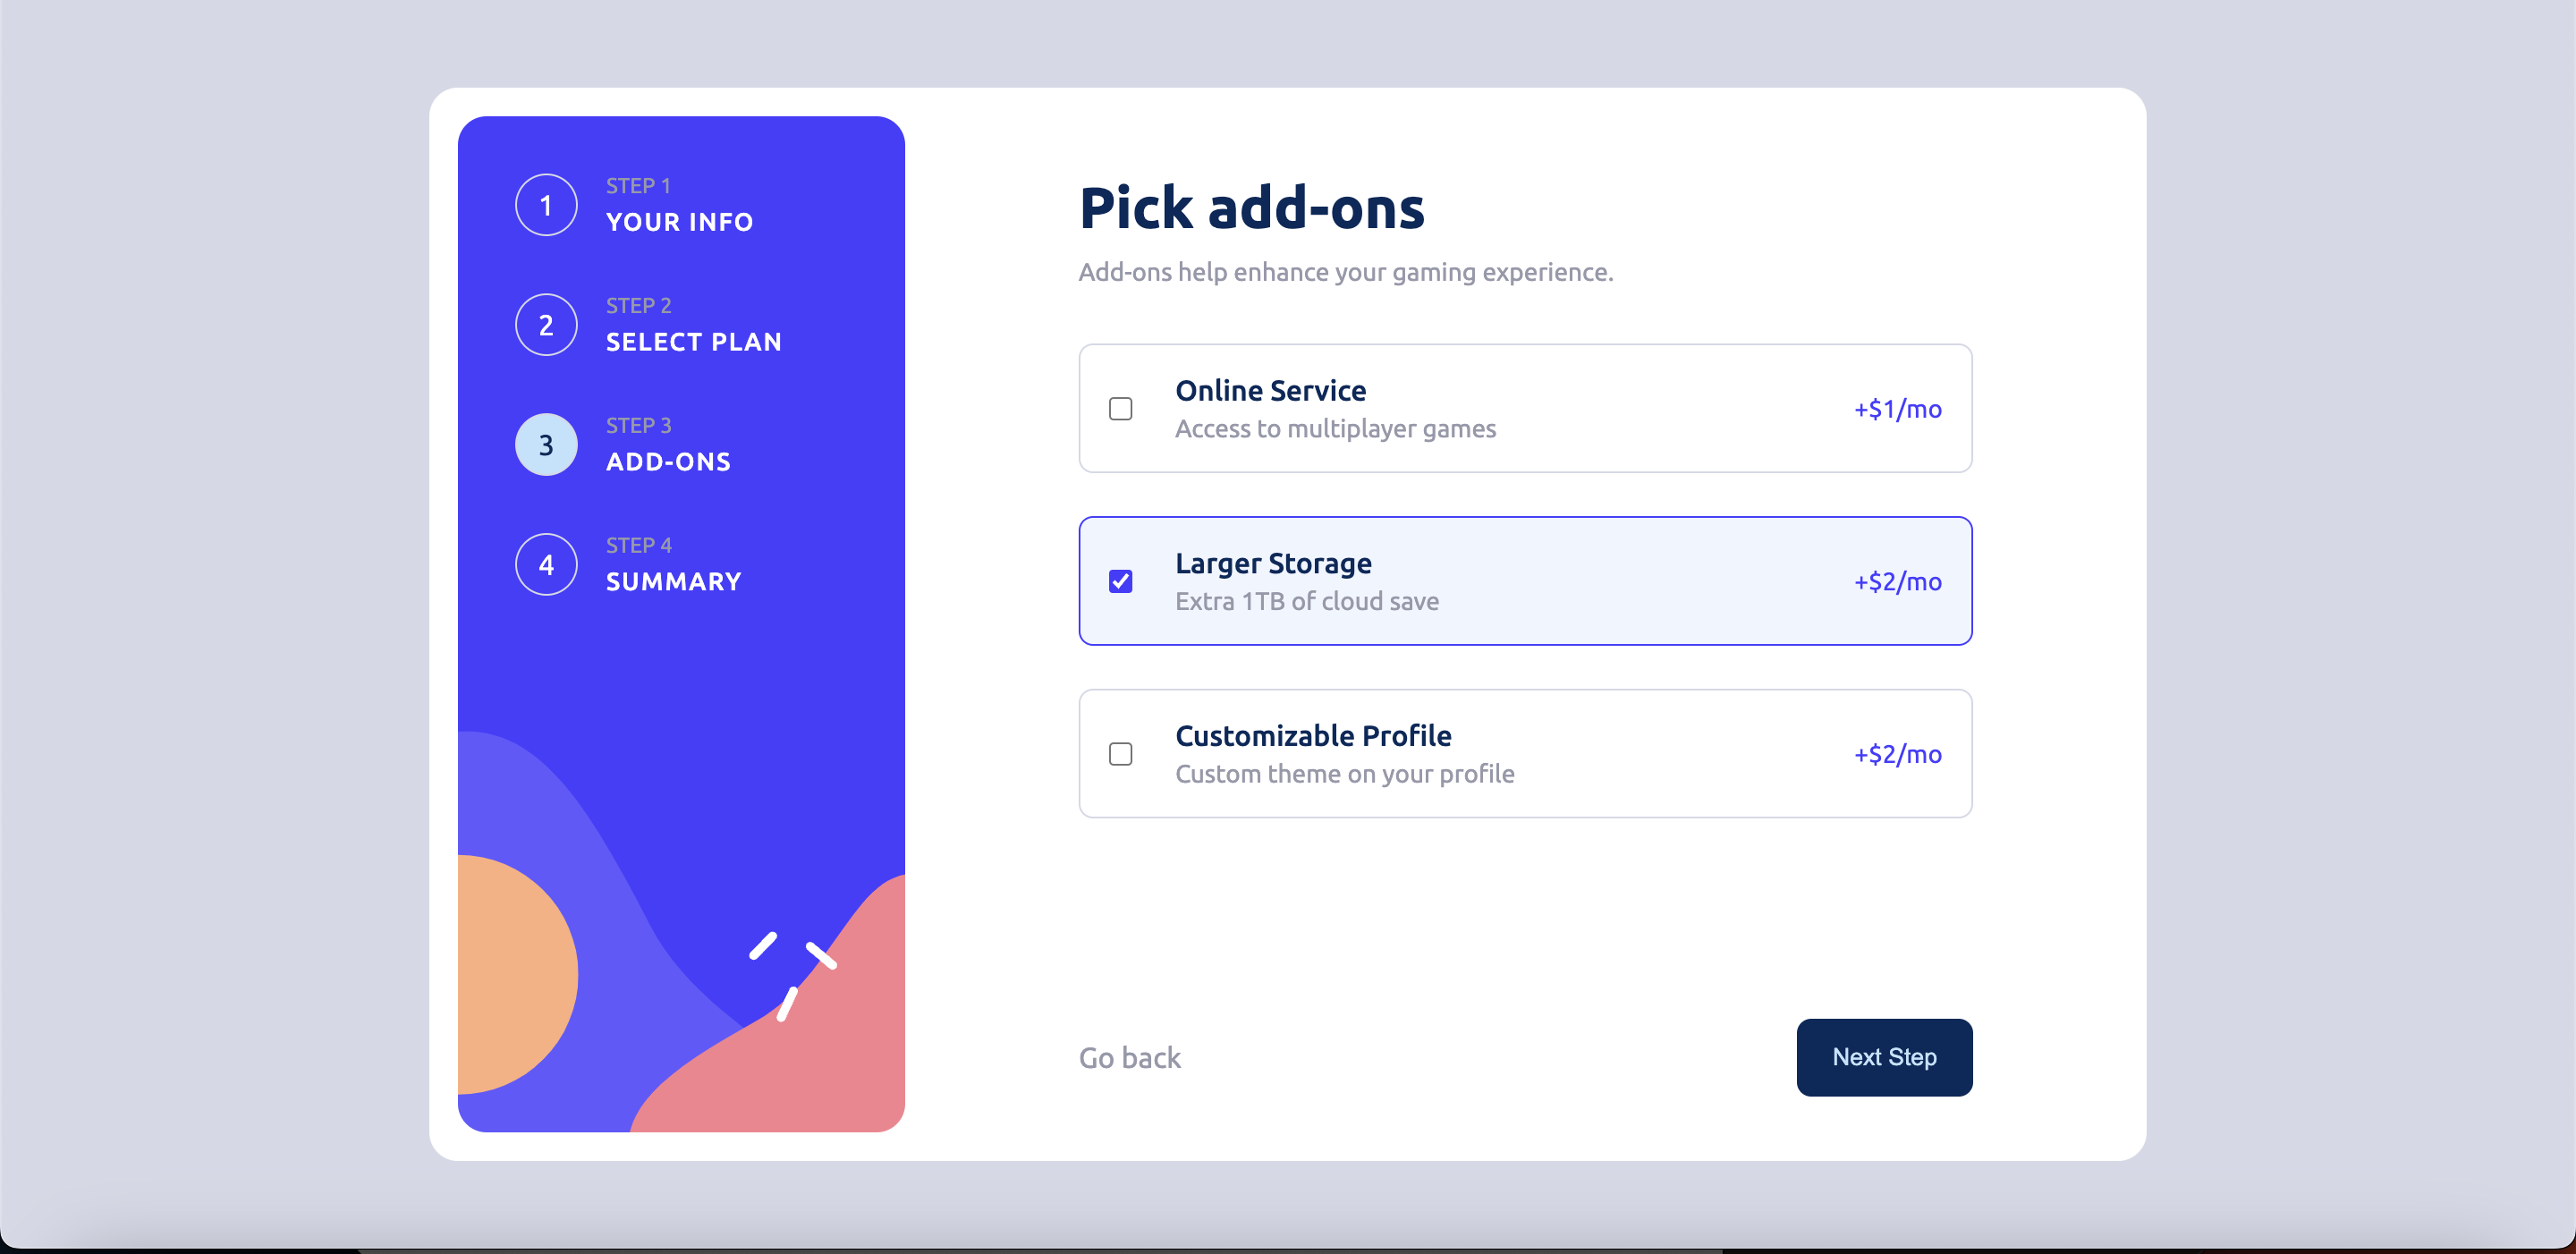 1
STEP 1
YOUR INFO
2
STEP 2
SELECT PLAN
3
STEP 3
ADD-ONS
4
STEP 4
SUMMARY
Pick add-ons
Add-ons help enhance your gaming experience.
Online Service
Access to multiplayer games
+$1/mo
Larger Storage
Extra 1TB of cloud save
+$2/mo
Customizable Profile
Custom theme on your profile
+$2/mo
Go back
Next Step